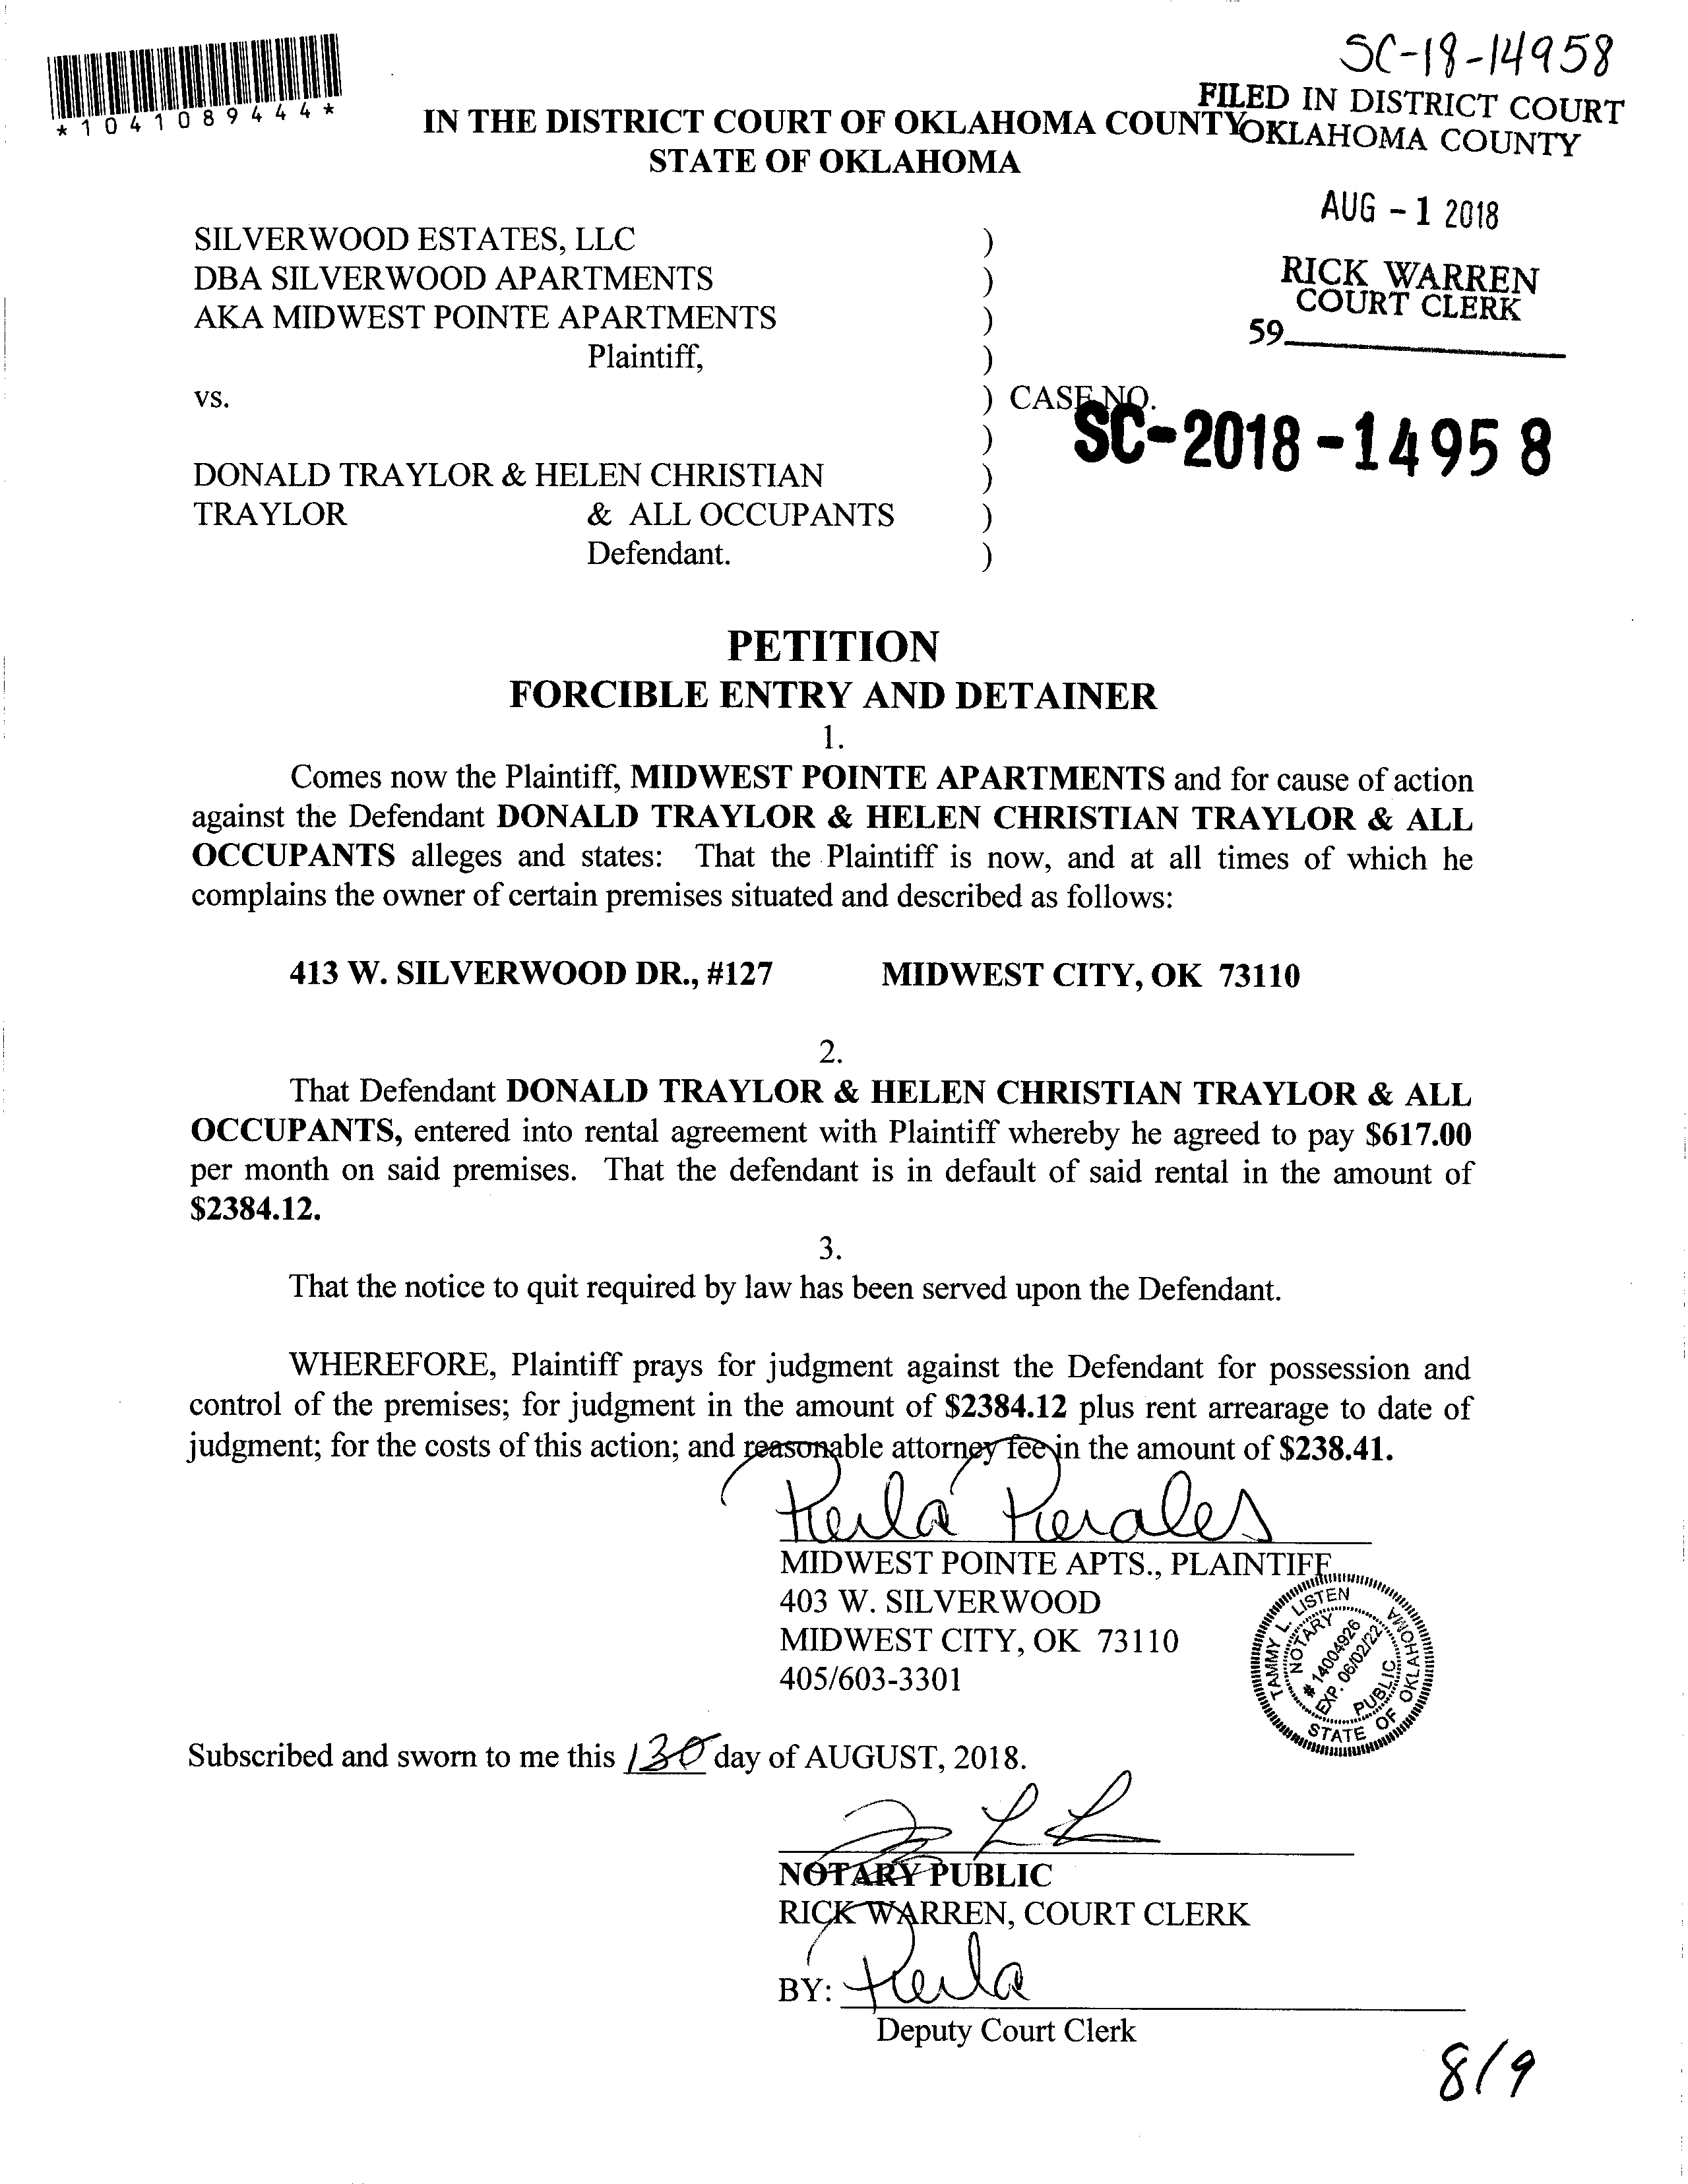 SC-18-14958
*1041089444*
FILED IN DISTRICT COURT
OKLAHOMA COUNTY
IN THE DISTRICT COURT OF OKLAHOMA COUNTY
STATE OF OKLAHOMA
AUG - 1 2018
RICK WARREN
COURT CLERK
59
SILVERWOOD ESTATES, LLC )
DBA SILVERWOOD APARTMENTS )
AKA MIDWEST POINTE APARTMENTS )
Plaintiff, )
vs. ) CASE NO.
) SC-2018-14958
DONALD TRAYLOR & HELEN CHRISTIAN )
TRAYLOR & ALL OCCUPANTS )
Defendant. )
PETITION
FORCIBLE ENTRY AND DETAINER
1.
Comes now the Plaintiff, MIDWEST POINTE APARTMENTS and for cause of action
against the Defendant DONALD TRAYLOR & HELEN CHRISTIAN TRAYLOR & ALL
OCCUPANTS alleges and states: That the Plaintiff is now, and at all times of which he
complains the owner of certain premises situated and described as follows:
413 W. SILVERWOOD DR., #127 MIDWEST CITY, OK 73110
2.
That Defendant DONALD TRAYLOR & HELEN CHRISTIAN TRAYLOR & ALL
OCCUPANTS, entered into rental agreement with Plaintiff whereby he agreed to pay $617.00
per month on said premises. That the defendant is in default of said rental in the amount of
$2384.12.
3.
That the notice to quit required by law has been served upon the Defendant.
WHEREFORE, Plaintiff prays for judgment against the Defendant for possession and
control of the premises; for judgment in the amount of $2384.12 plus rent arrearage to date of
judgment; for the costs of this action; and reasonable attorney fee in the amount of $238.41.
Perla Perales
MIDWEST POINTE APTS., PLAINTIFF
403 W. SILVERWOOD
MIDWEST CITY, OK 73110
405/603-3301
TAMMY L. LISTEN
NOTARY
# 14004926
EXP. 06/02/22
PUBLIC
STATE OF OKLAHOMA
Subscribed and sworn to me this day of AUGUST, 2018.
NOTARY PUBLIC
RICK WARREN, COURT CLERK
BY: Perla
Deputy Court Clerk
8/9